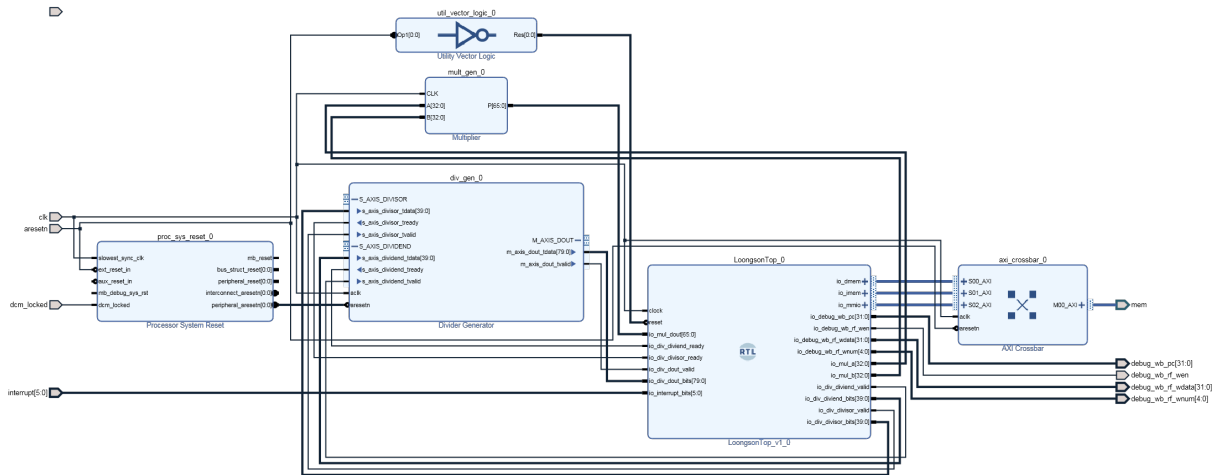 util_vector_logic_0
Op1[0:0]
Res[0:0]
Utility Vector Logic
mult_gen_0
CLK
A[32:0]
B[32:0]
P[65:0]
Multiplier
div_gen_0
S_AXIS_DIVISOR
s_axis_divisor_tdata[39:0]
s_axis_divisor_tready
s_axis_divisor_tvalid
S_AXIS_DIVIDEND
s_axis_dividend_tdata[39:0]
s_axis_dividend_tready
s_axis_dividend_tvalid
aclk
aresetn
M_AXIS_DOUT
m_axis_dout_tdata[79:0]
m_axis_dout_tvalid
Divider Generator
clk
aresetn
dcm_locked
interrupt[5:0]
proc_sys_reset_0
slowest_sync_clk
ext_reset_in
aux_reset_in
mb_debug_sys_rst
dcm_locked
mb_reset
bus_struct_reset[0:0]
peripheral_reset[0:0]
interconnect_aresetn[0:0]
peripheral_aresetn[0:0]
Processor System Reset
LoongsonTop_0
clock
reset
io_mul_dout[65:0]
io_div_diviend_ready
io_div_divisor_ready
io_div_dout_valid
io_div_dout_bits[79:0]
io_interrupt_bits[5:0]
RTL
io_dmem
io_imem
io_mmio
io_debug_wb_pc[31:0]
io_debug_wb_rf_wen
io_debug_wb_rf_wdata[31:0]
io_debug_wb_rf_wnum[4:0]
io_mul_a[32:0]
io_mul_b[32:0]
io_div_diviend_valid
io_div_diviend_bits[39:0]
io_div_divisor_valid
io_div_divisor_bits[39:0]
LoongsonTop_v1_0
axi_crossbar_0
S00_AXI
S01_AXI
S02_AXI
aclk
aresetn
M00_AXI
AXI Crossbar
mem
debug_wb_pc[31:0]
debug_wb_rf_wen
debug_wb_rf_wdata[31:0]
debug_wb_rf_wnum[4:0]